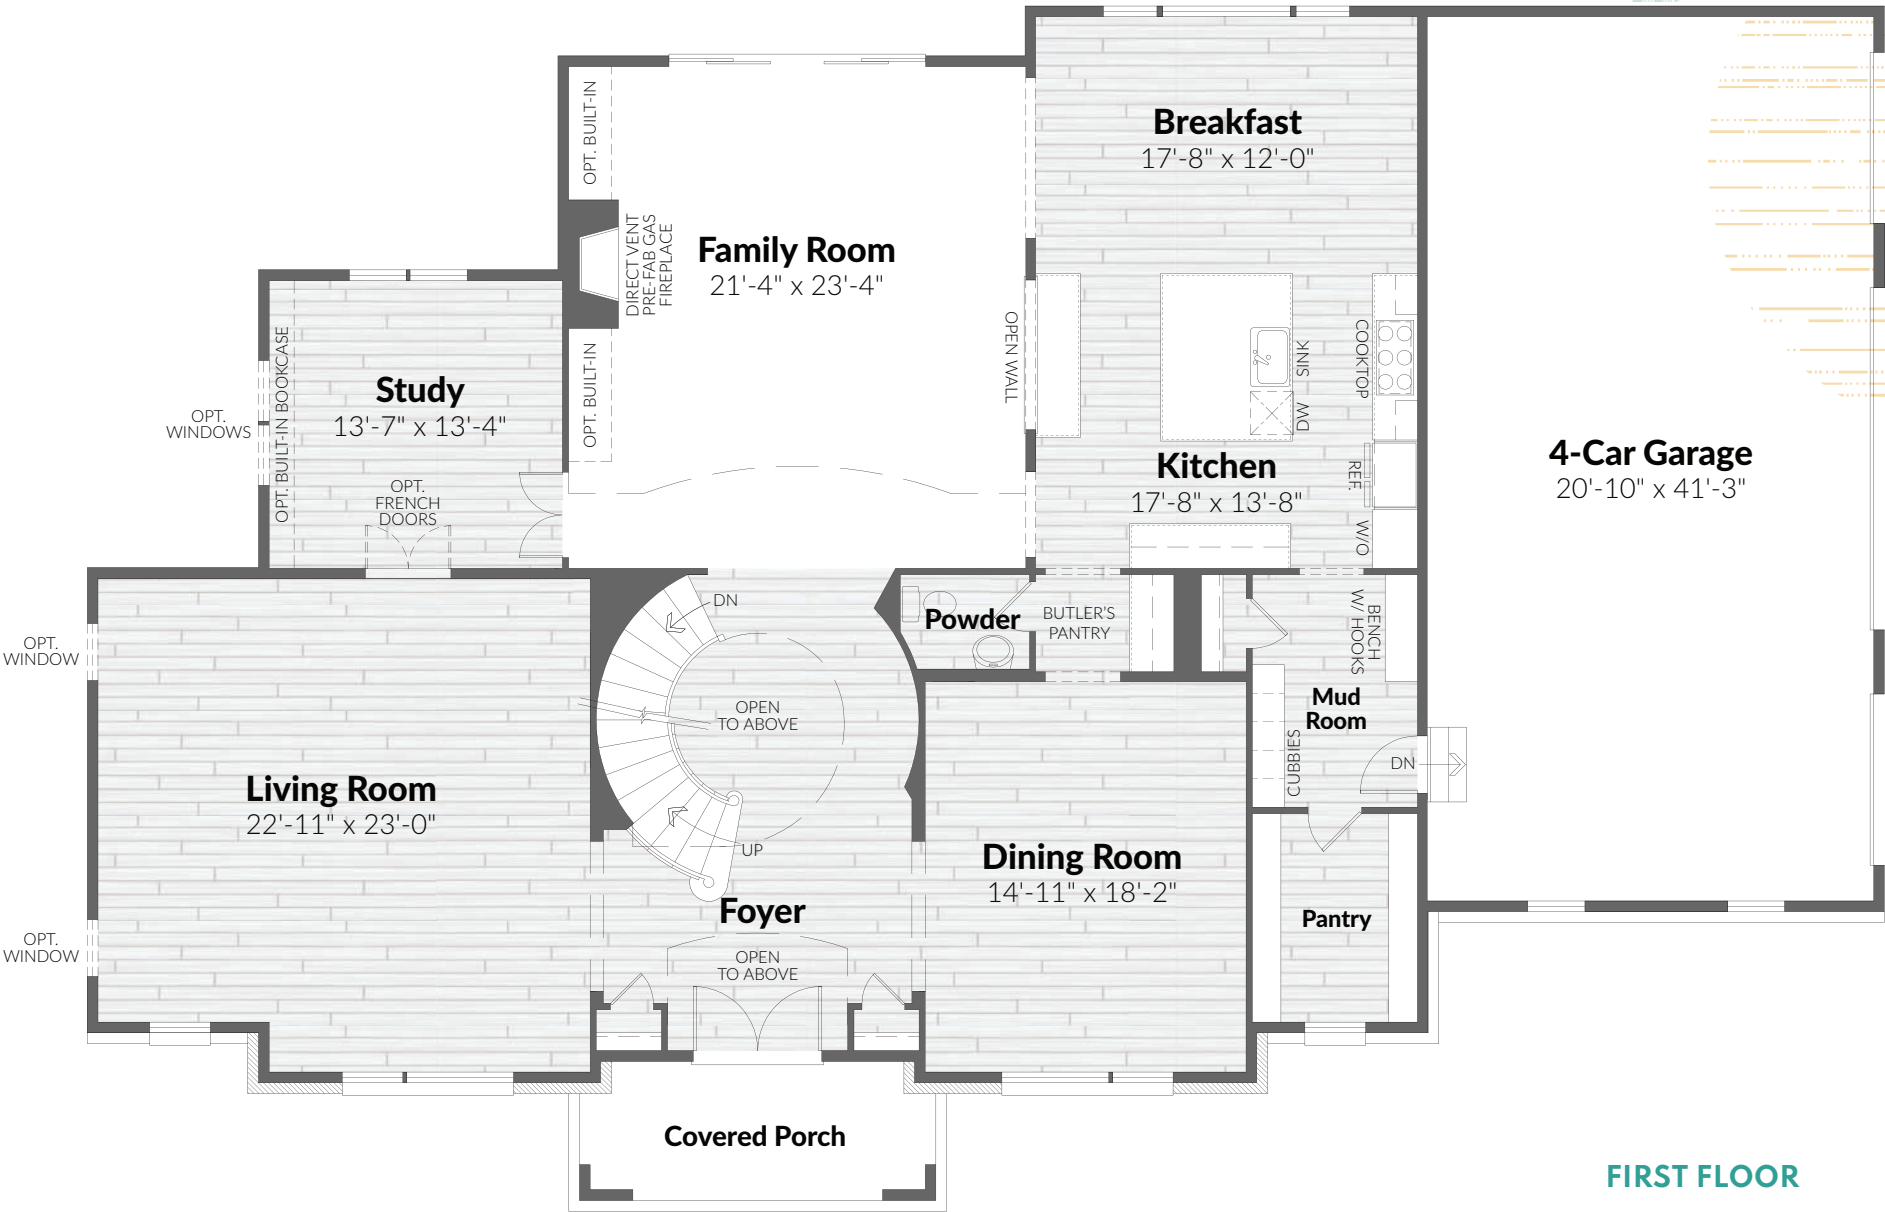 Breakfast
17'-8" x 12'-0"
OPT. BUILT-IN
DIRECT VENT
PRE-FAB GAS
FIREPLACE
Family Room
21'-4" x 23'-4"
OPT. BUILT-IN
OPEN WALL
SINK
DW
COOKTOP
REF.
W/O
Kitchen
17'-8" x 13'-8"
4-Car Garage
20'-10" x 41'-3"
Study
13'-7" x 13'-4"
OPT.
WINDOWS
OPT. BUILT-IN BOOKCASE
OPT.
FRENCH
DOORS
DN
Powder
BUTLER'S
PANTRY
BENCH
W/ HOOKS
Mud
Room
CUBBIES
DN
OPT.
WINDOW
OPEN
TO ABOVE
Living Room
22'-11" x 23'-0"
UP
Dining Room
14'-11" x 18'-2"
Foyer
Pantry
OPT.
WINDOW
OPEN
TO ABOVE
Covered Porch
FIRST FLOOR